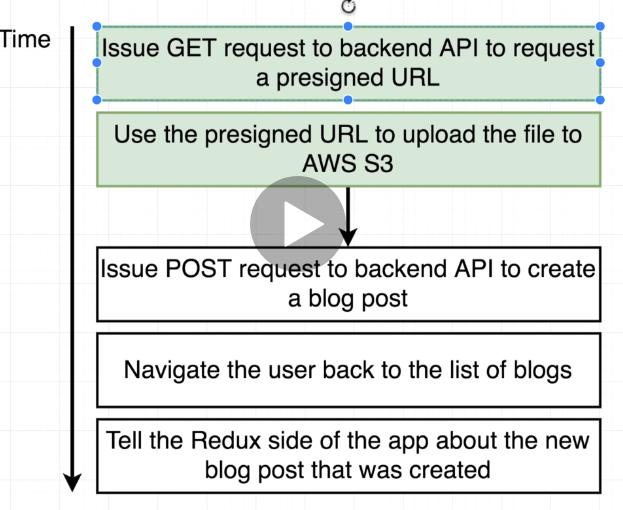 Time
Issue GET request to backend API to request
a presigned URL
Use the presigned URL to upload the file to
AWS S3
Issue POST request to backend API to create
a blog post
Navigate the user back to the list of blogs
Tell the Redux side of the app about the new
blog post that was created